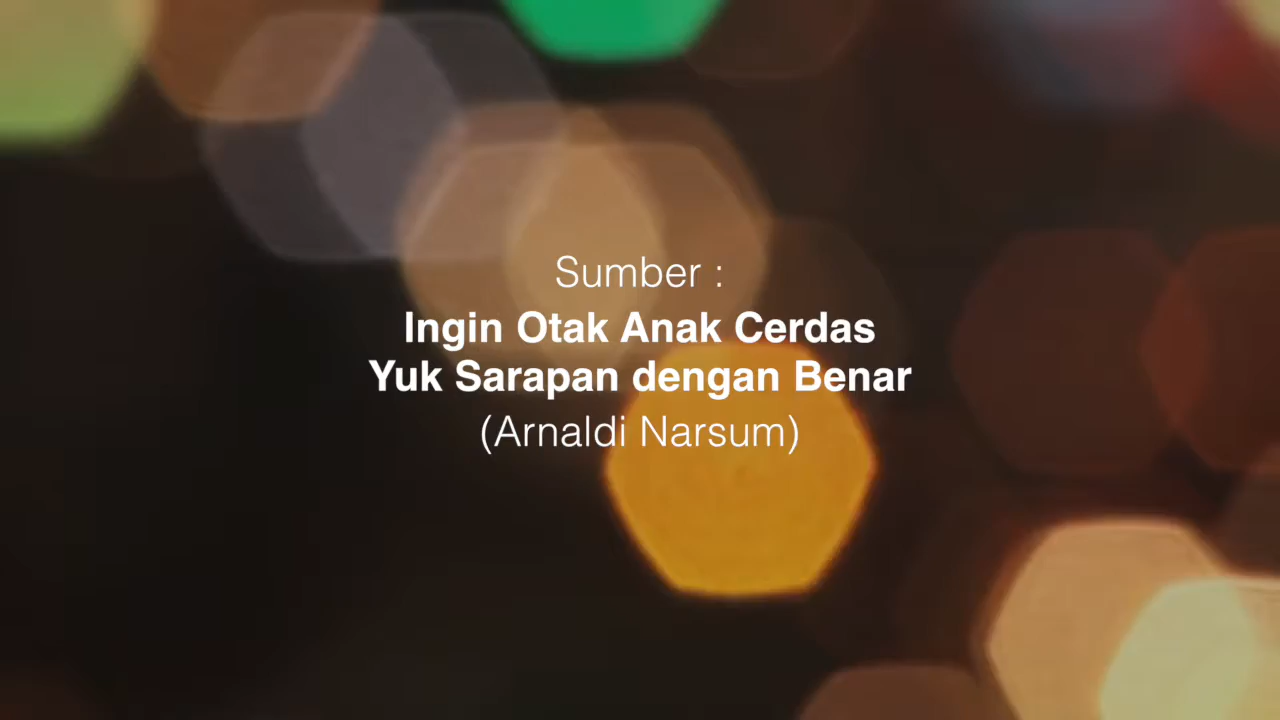 Sumber :
Ingin Otak Anak Cerdas
Yuk Sarapan dengan Benar
(Arnaldi Narsum)